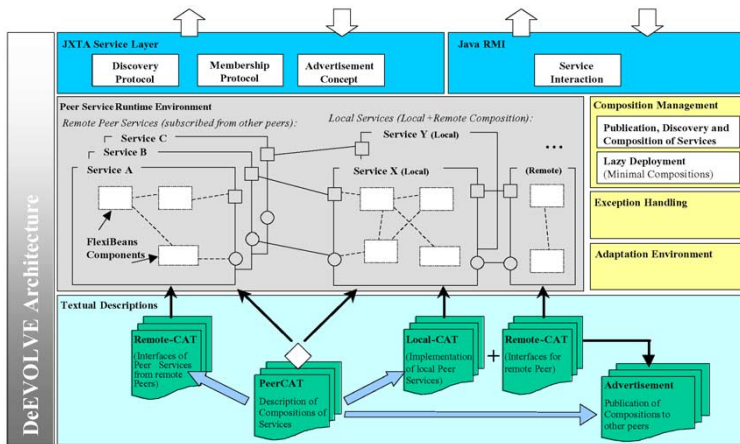 DeEVOLVE Architecture
JXTA Service Layer
Discovery
Protocol
Membership
Protocol
Advertisement
Concept
Java RMI
Service
Interaction
Peer Service Runtime Environment
Remote Peer Services (subscribed from other peers):
Service C
Service B
Service A
FlexiBeans
Components
Local Services (Local +Remote Composition):
Service Y (Local)
Service X (Local)
...
(Remote)
Composition Management
Publication, Discovery and
Composition of Services
Lazy Deployment
(Minimal Compositions)
Exception Handling
Adaptation Environment
Textual Descriptions
Remote-CAT
(Interfaces of
Peer Services
from remote
Peers)
PeerCAT
Description of
Compositions of
Services
Local-CAT
(Implementation
of local Peer
Services)
+
Remote-CAT
(Interfaces for
remote Peer)
Advertisement
Publication of
Compositions to
other peers